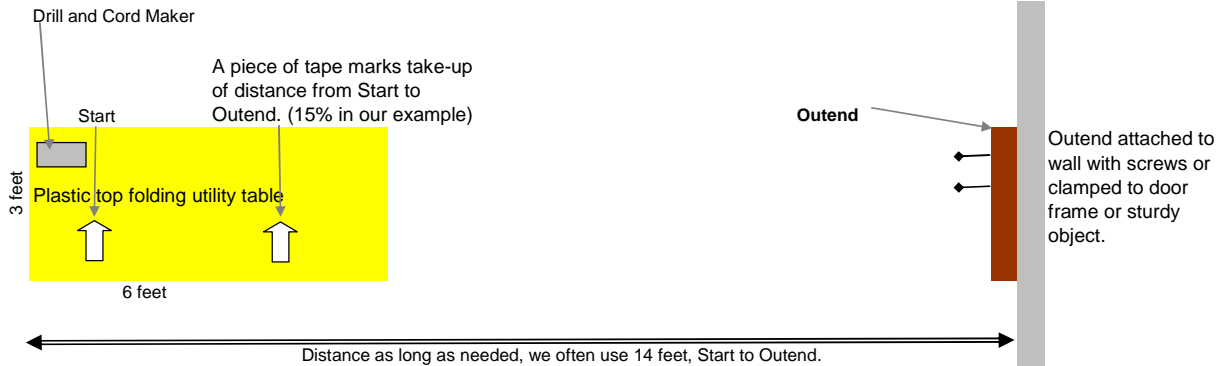 Drill and Cord Maker
A piece of tape marks take-up
of distance from Start to
Outend. (15% in our example)
Start
Outend
Outend attached to
wall with screws or
clamped to door
frame or sturdy
object.
3 feet
Plastic top folding utility table
6 feet
Distance as long as needed, we often use 14 feet, Start to Outend.